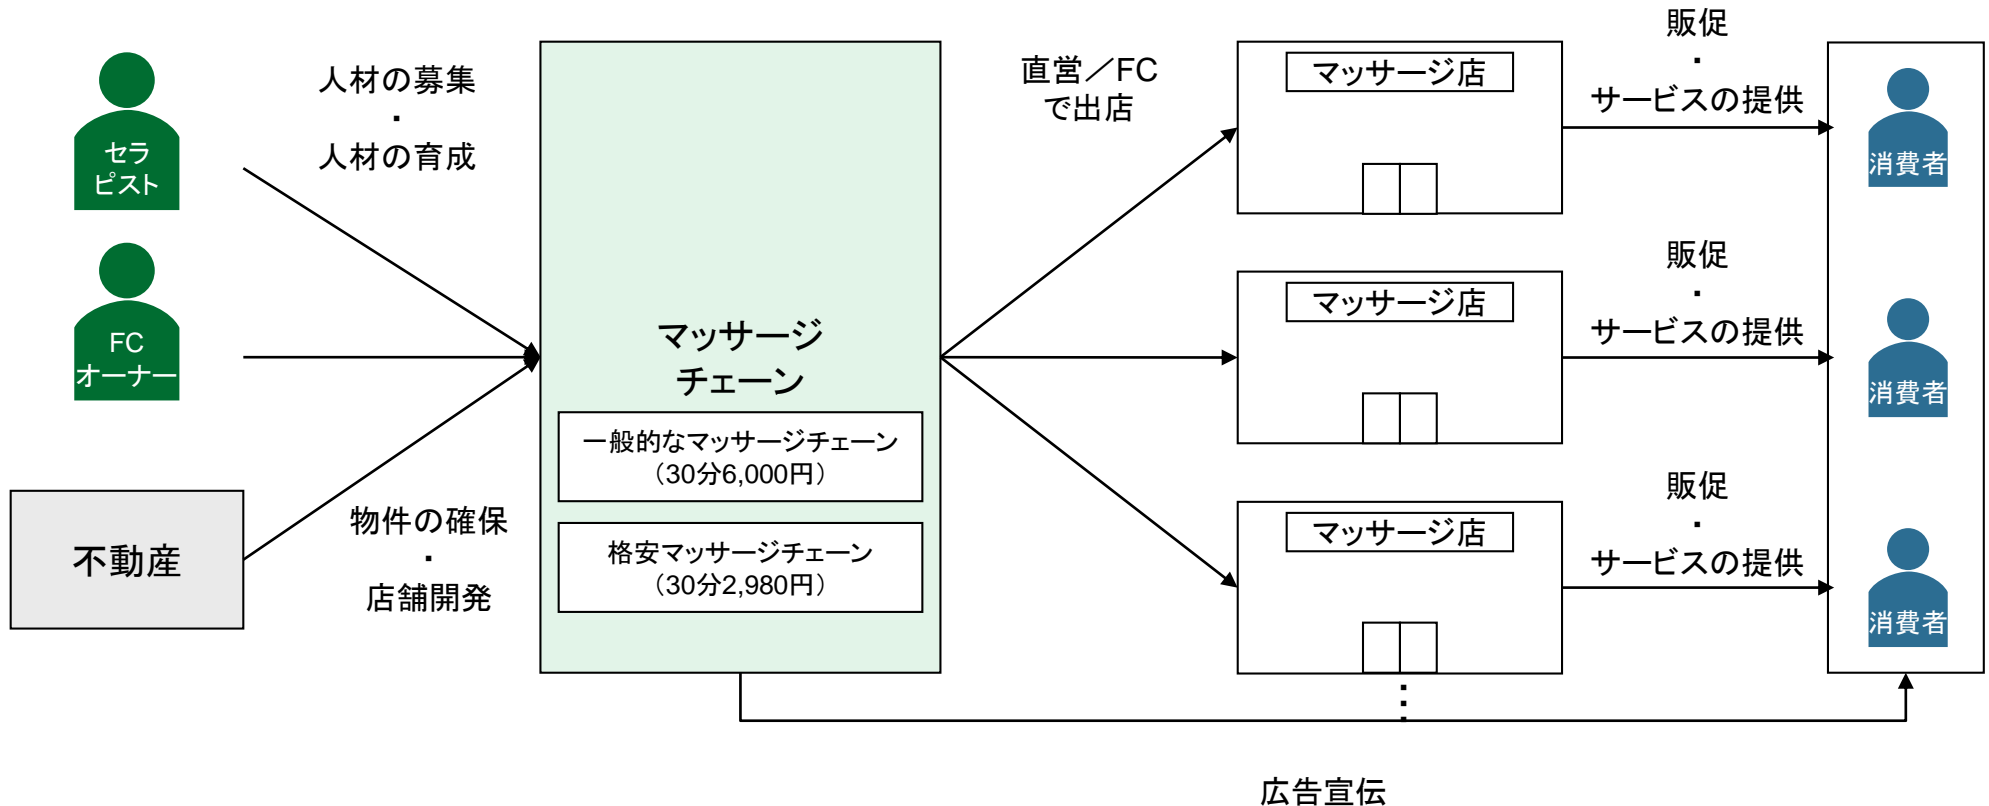 セラ
ピスト
人材の募集
・
人材の育成
FC
オーナー
不動産
物件の確保
・
店舗開発
マッサージ
チェーン
一般的なマッサージチェーン
（30分6,000円）
格安マッサージチェーン
（30分2,980円）
直営／FC
で出店
マッサージ店
販促
・
サービスの提供
消費者
マッサージ店
販促
・
サービスの提供
消費者
マッサージ店
販促
・
サービスの提供
消費者
…
広告宣伝